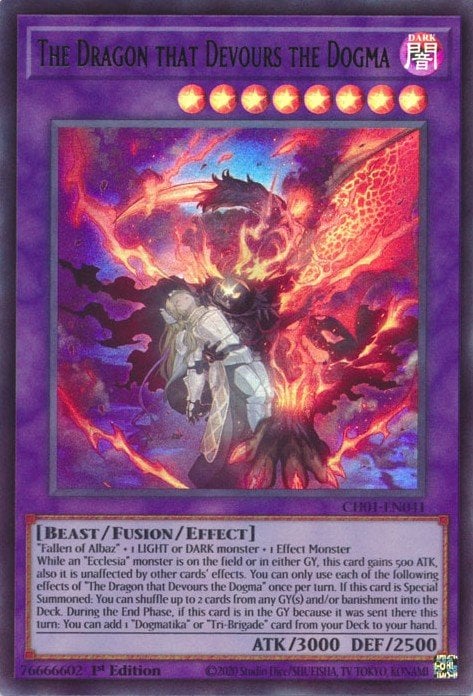 THE DRAGON THAT DEVOURS THE DOGMA
DARK
闇
CH01-EN041
[BEAST/FUSION/EFFECT]
"Fallen of Albaz" + 1 LIGHT or DARK monster + 1 Effect Monster
While an "Ecclesia" monster is on the field or in either GY, this card gains 500 ATK,
also it is unaffected by other cards' effects. You can only use each of the following
effects of "The Dragon that Devours the Dogma" once per turn. If this card is Special
Summoned: You can shuffle up to 2 cards from any GY(s) and/or banishment into the
Deck. During the End Phase, if this card is in the GY because it was sent there this
turn: You can add 1 "Dogmatika" or "Tri-Brigade" card from your Deck to your hand.
ATK/3000 DEF/2500
76666602 1st Edition ©2020 Studio Dice/SHUEISHA, TV TOKYO, KONAMI